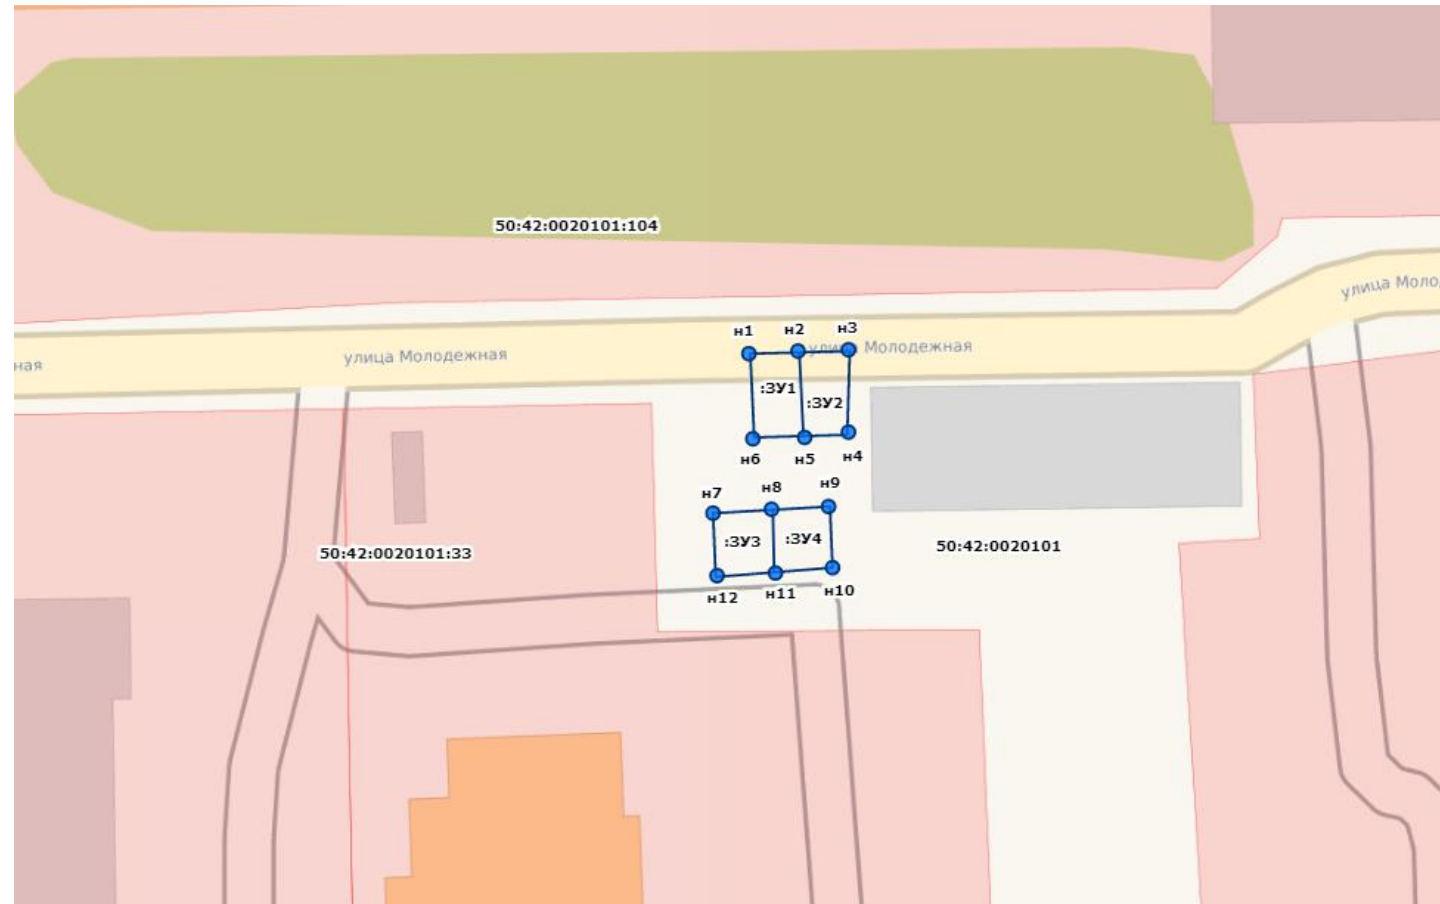 50:42:0020101:104
улица Моло
н1 н2 н3
ная
улица Молодежная
улица Молодежная
:ЗУ1
:ЗУ2
н6 н5 н4
н7 н8 н9
:ЗУ3 :ЗУ4
50:42:0020101:33
50:42:0020101
н12 н11 н10